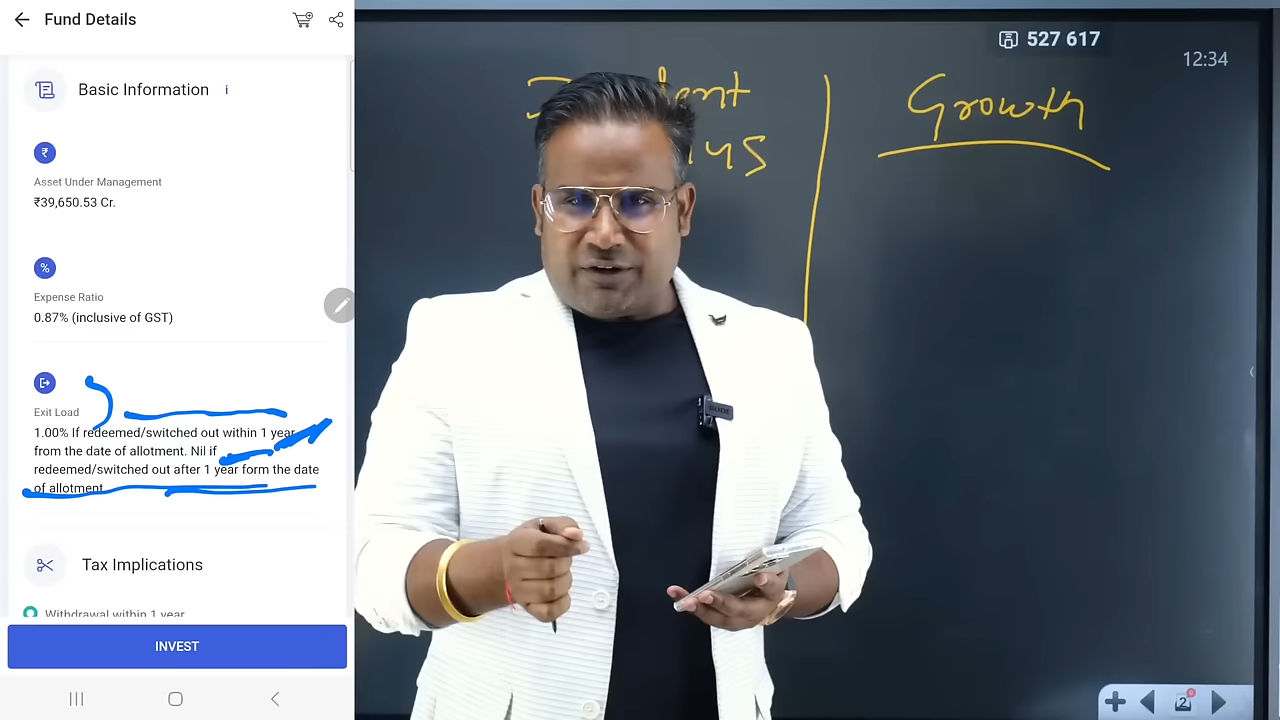 Fund Details
Basic Information i
Asset Under Management
₹39,650.53 Cr.
Expense Ratio
0.87% (inclusive of GST)
Exit Load
1.00% If redeemed/switched out within 1 year
from the date of allotment. Nil if
redeemed/switched out after 1 year form the date
of allotment
Tax Implications
Withdrawal within 1 year
INVEST
527 617
12:34
Growth
RODE
2